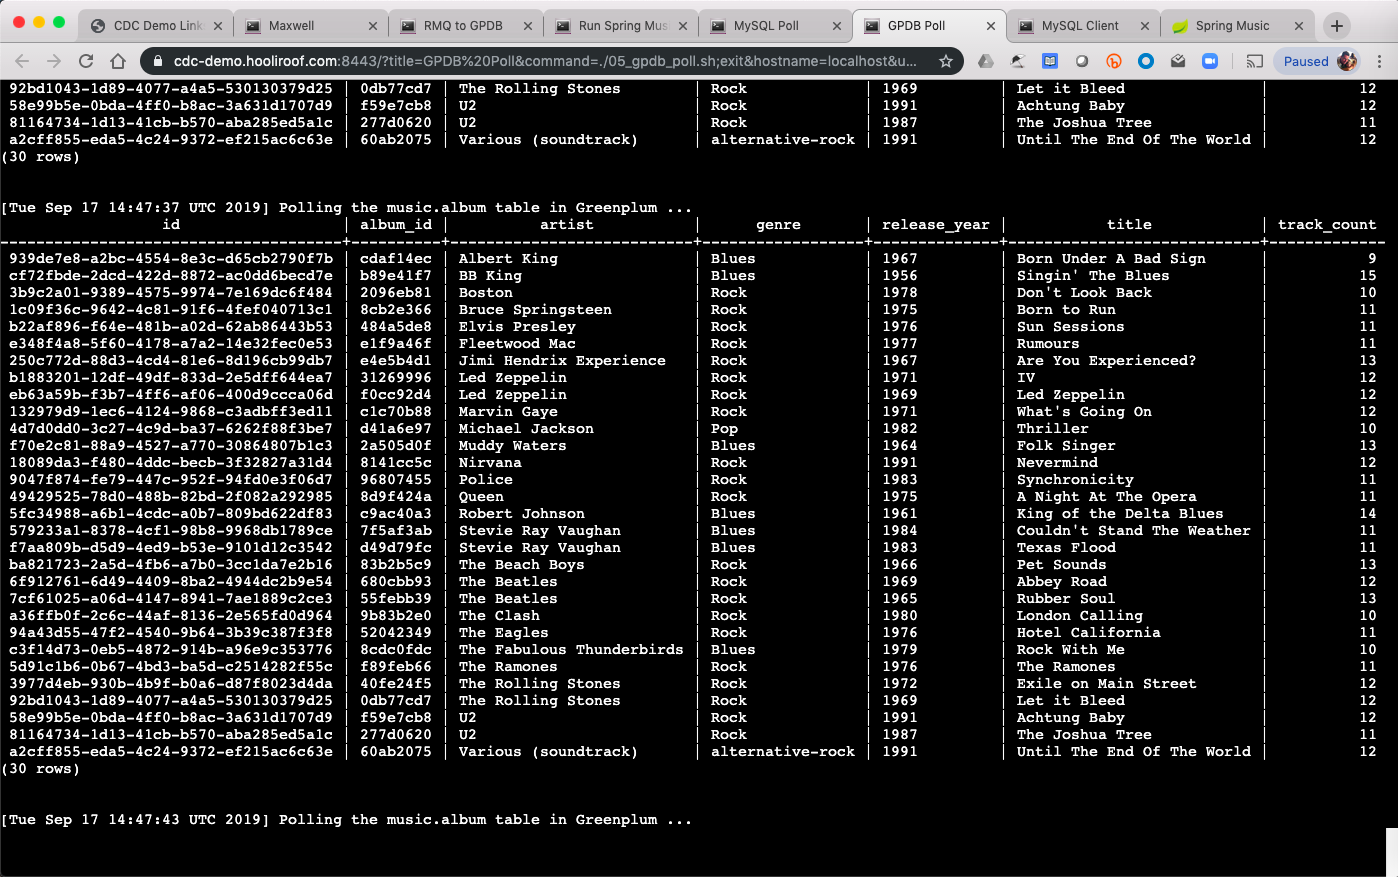 CDC Demo Link
Maxwell
RMQ to GPDB
Run Spring Mus
MySQL Poll
GPDB Poll
MySQL Client
Spring Music
cdc-demo.hooliroof.com:8443/?title=GPDB%20Poll&command=./05_gpdb_poll.sh;exit&hostname=localhost&u...
Paused
92bd1043-1d89-4077-a4a5-530130379d25 | 0db77cd7 | The Rolling Stones | Rock | 1969 | Let it Bleed | 12
58e99b5e-0bda-4ff0-b8ac-3a631d1707d9 | f59e7cb8 | U2 | Rock | 1991 | Achtung Baby | 12
81164734-1d13-41cb-b570-aba285ed5a1c | 277d0620 | U2 | Rock | 1987 | The Joshua Tree | 11
a2cff855-eda5-4c24-9372-ef215ac6c63e | 60ab2075 | Various (soundtrack) | alternative-rock | 1991 | Until The End Of The World | 12
(30 rows)
[Tue Sep 17 14:47:37 UTC 2019] Polling the music.album table in Greenplum ...
id | album_id | artist | genre | release_year | title | track_count
939de7e8-a2bc-4554-8e3c-d65cb2790f7b | cdaf14ec | Albert King | Blues | 1967 | Born Under A Bad Sign | 9
cf72fbde-2dcd-422d-8872-ac0dd6becd7e | b89e41f7 | BB King | Blues | 1956 | Singin' The Blues | 15
3b9c2a01-9389-4575-9974-7e169dc6f484 | 2096eb81 | Boston | Rock | 1978 | Don't Look Back | 10
1c09f36c-9642-4c81-91f6-4fef040713c1 | 8cb2e366 | Bruce Springsteen | Rock | 1975 | Born to Run | 11
b22af896-f64e-481b-a02d-62ab86443b53 | 484a5de8 | Elvis Presley | Rock | 1976 | Sun Sessions | 11
e348f4a8-5f60-4178-a7a2-14e32fec0e53 | e1f9a46f | Fleetwood Mac | Rock | 1977 | Rumours | 11
250c772d-88d3-4cd4-81e6-8d196cb99db7 | e4e5b4d1 | Jimi Hendrix Experience | Rock | 1967 | Are You Experienced? | 13
b1883201-12df-49df-833d-2e5dff644ea7 | 31269996 | Led Zeppelin | Rock | 1971 | IV | 12
eb63a59b-f3b7-4ff6-af06-400d9ccca06d | f0cc92d4 | Led Zeppelin | Rock | 1969 | Led Zeppelin | 12
132979d9-1ec6-4124-9868-c3adbff3ed11 | c1c70b88 | Marvin Gaye | Rock | 1971 | What's Going On | 12
4d7d0dd0-3c27-4c9d-ba37-6262f88f3be7 | d41a6e97 | Michael Jackson | Pop | 1982 | Thriller | 10
f70e2c81-88a9-4527-a770-30864807b1c3 | 2a505d0f | Muddy Waters | Blues | 1964 | Folk Singer | 13
18089da3-f480-4ddc-becb-3f32827a31d4 | 8141cc5c | Nirvana | Rock | 1991 | Nevermind | 12
9047f874-fe79-447c-952f-94fd0e3f06d7 | 96807455 | Police | Rock | 1983 | Synchronicity | 11
49429525-78d0-488b-82bd-2f082a292985 | 8d9f424a | Queen | Rock | 1975 | A Night At The Opera | 11
5fc34988-a6b1-4cdc-a0b7-809bd622df83 | c9ac40a3 | Robert Johnson | Blues | 1961 | King of the Delta Blues | 14
579233a1-8378-4cf1-98b8-9968db1789ce | 7f5af3ab | Stevie Ray Vaughan | Blues | 1984 | Couldn't Stand The Weather | 11
f7aa809b-d5d9-4ed9-b53e-9101d12c3542 | d49d79fc | Stevie Ray Vaughan | Blues | 1983 | Texas Flood | 11
ba821723-2a5d-4fb6-a7b0-3cc1da7e2b16 | 83b2b5c9 | The Beach Boys | Rock | 1966 | Pet Sounds | 13
6f912761-6d49-4409-8ba2-4944dc2b9e54 | 680cbb93 | The Beatles | Rock | 1969 | Abbey Road | 12
7cf61025-a06d-4147-8941-7ae1889c2ce3 | 55febb39 | The Beatles | Rock | 1965 | Rubber Soul | 13
a36ffb0f-2c6c-44af-8136-2e565fd0d964 | 9b83b2e0 | The Clash | Rock | 1980 | London Calling | 10
94a43d55-47f2-4540-9b64-3b39c387f3f8 | 52042349 | The Eagles | Rock | 1976 | Hotel California | 11
c3f14d73-0eb5-4872-914b-a96e9c353776 | 8cdc0fdc | The Fabulous Thunderbirds | Blues | 1979 | Rock With Me | 10
5d91c1b6-0b67-4bd3-ba5d-c2514282f55c | f89feb66 | The Ramones | Rock | 1976 | The Ramones | 11
3977d4eb-930b-4b9f-b0a6-d87f8023d4da | 40fe24f5 | The Rolling Stones | Rock | 1972 | Exile on Main Street | 12
92bd1043-1d89-4077-a4a5-530130379d25 | 0db77cd7 | The Rolling Stones | Rock | 1969 | Let it Bleed | 12
58e99b5e-0bda-4ff0-b8ac-3a631d1707d9 | f59e7cb8 | U2 | Rock | 1991 | Achtung Baby | 12
81164734-1d13-41cb-b570-aba285ed5a1c | 277d0620 | U2 | Rock | 1987 | The Joshua Tree | 11
a2cff855-eda5-4c24-9372-ef215ac6c63e | 60ab2075 | Various (soundtrack) | alternative-rock | 1991 | Until The End Of The World | 12
(30 rows)
[Tue Sep 17 14:47:43 UTC 2019] Polling the music.album table in Greenplum ...